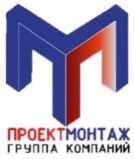 ПРОЕКТМОНТАЖ
ГРУППА КОМПАНИЙ